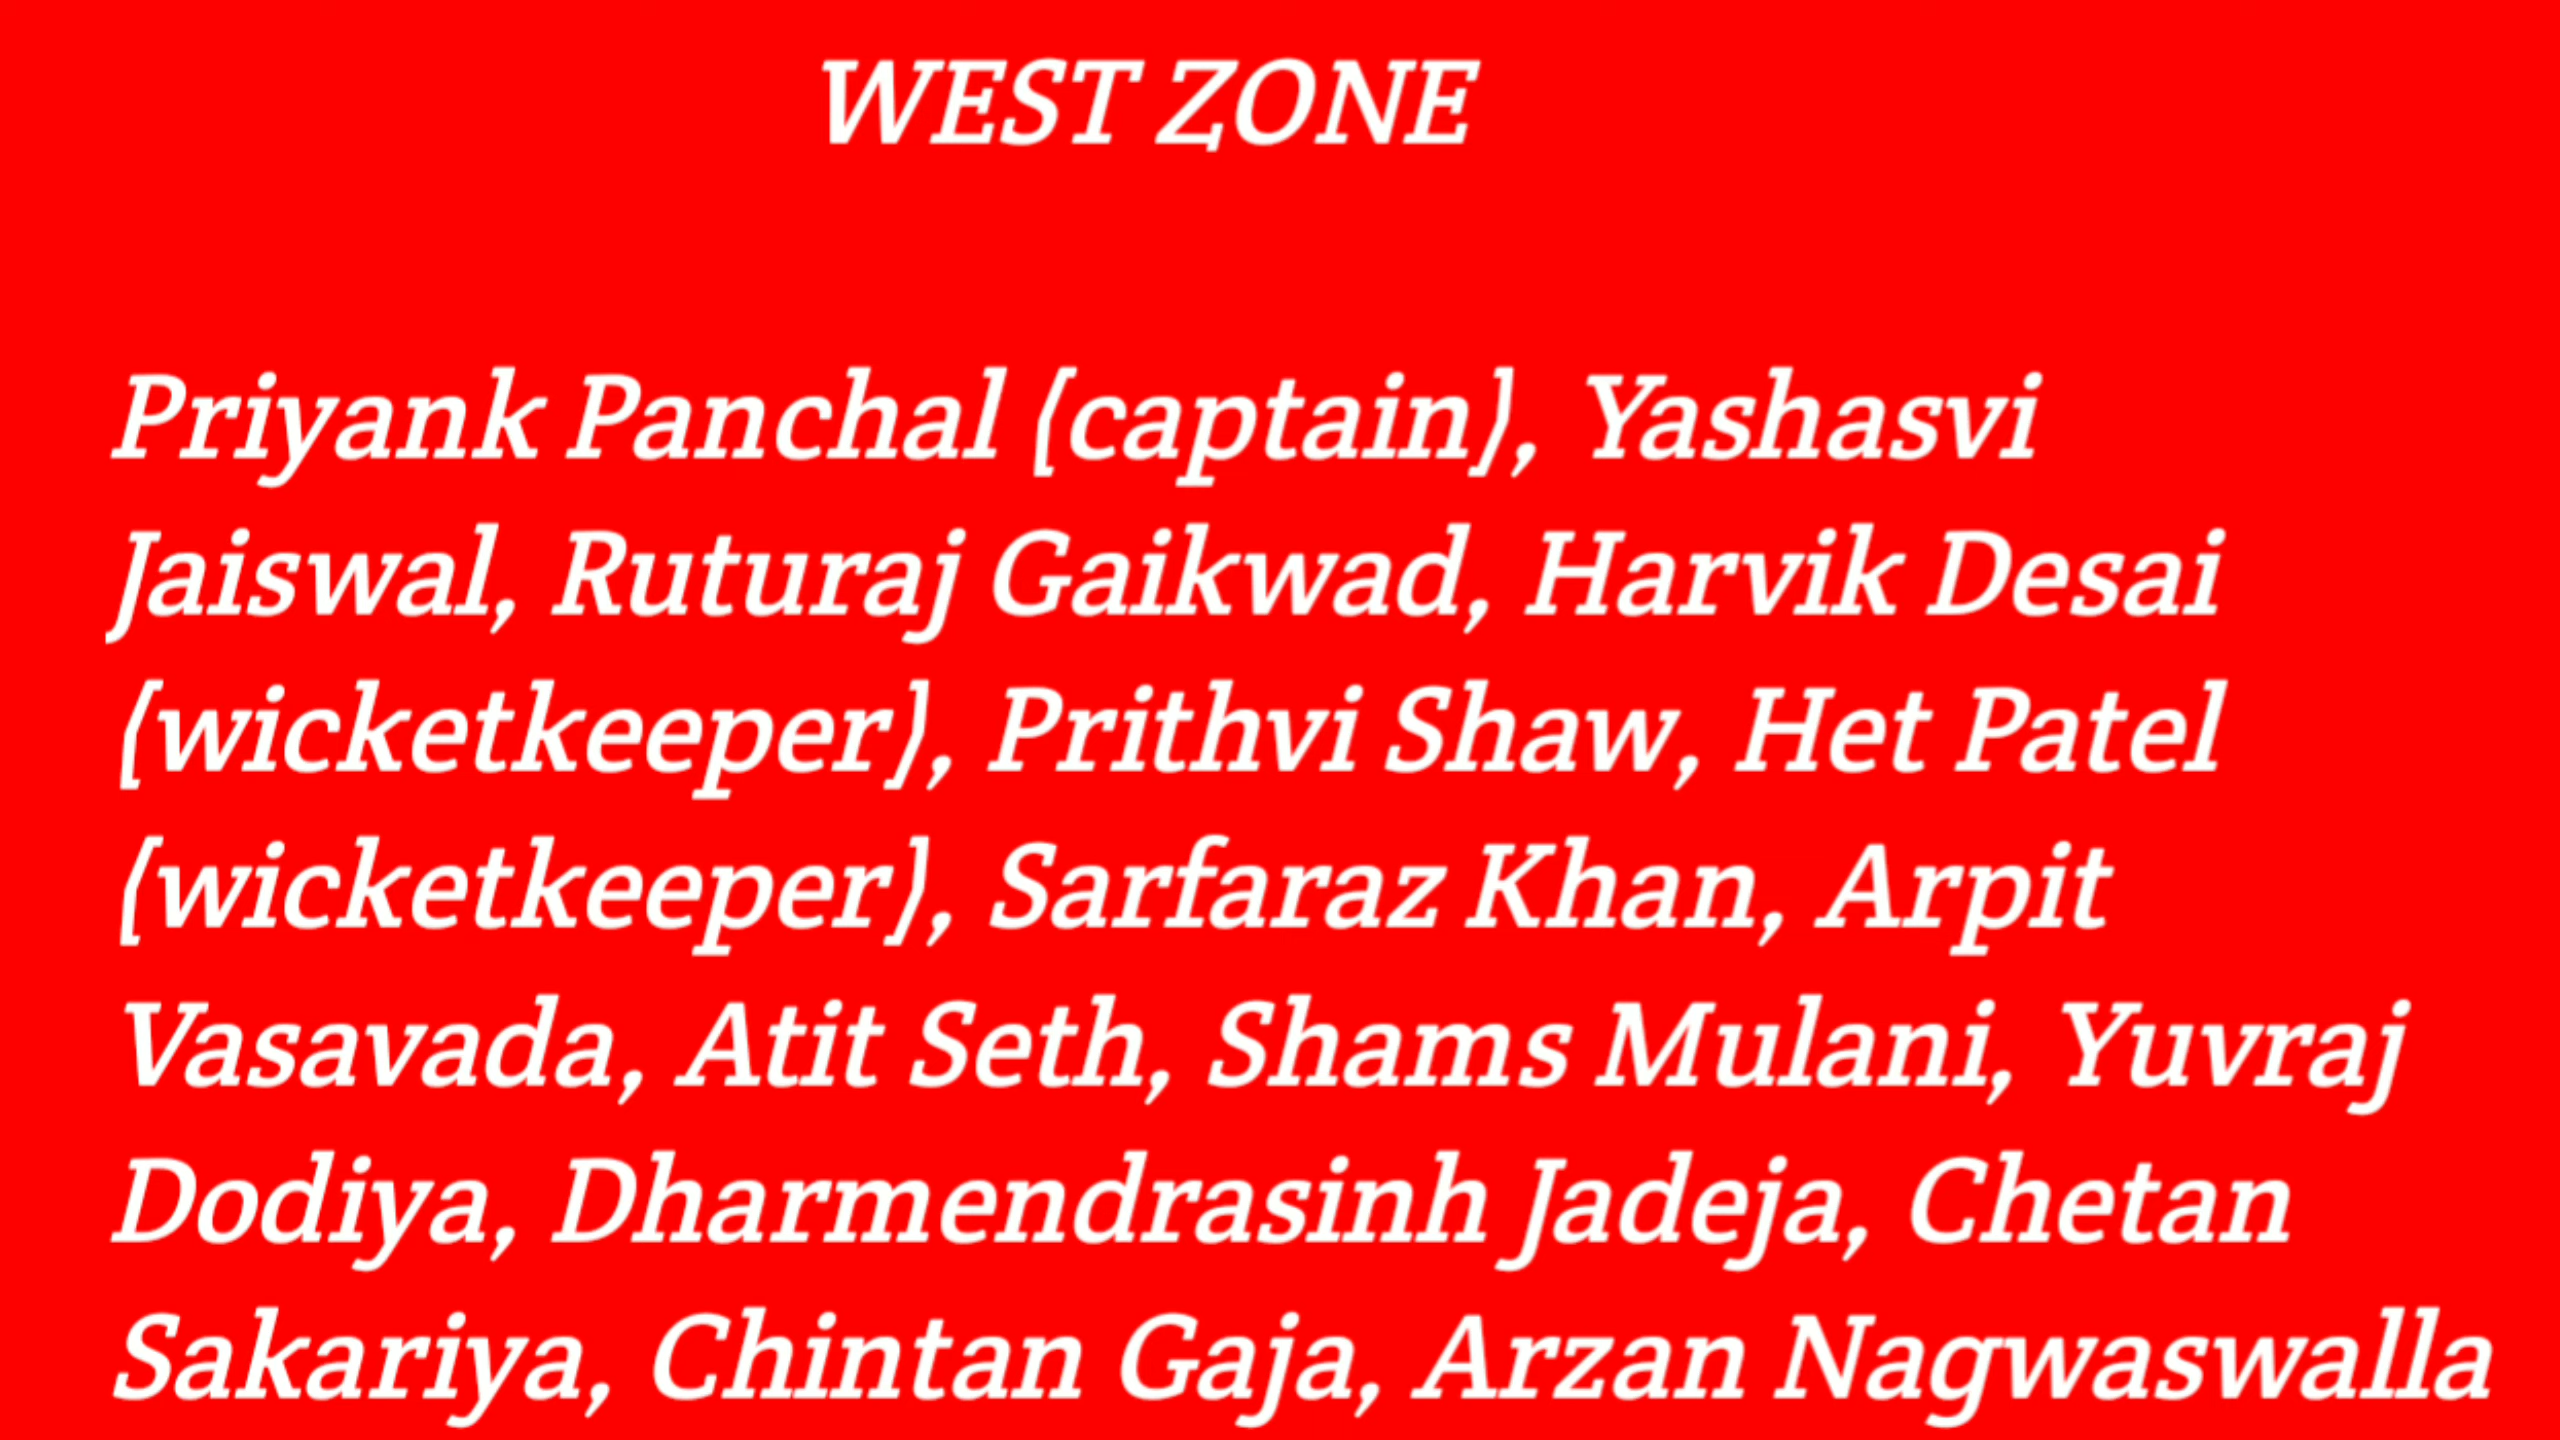 WEST ZONE
Priyank Panchal {captain}, Yashasvi
Jaiswal, Ruturaj Gaikwad, Harvik Desai
{wicketkeeper}, Prithvi Shaw, Het Patel
{wicketkeeper}, Sarfaraz Khan, Arpit
Vasavada, Atit Seth, Shams Mulani, Yuvraj
Dodiya, Dharmendrasinh Jadeja, Chetan
Sakariya, Chintan Gaja, Arzan Nagwaswalla